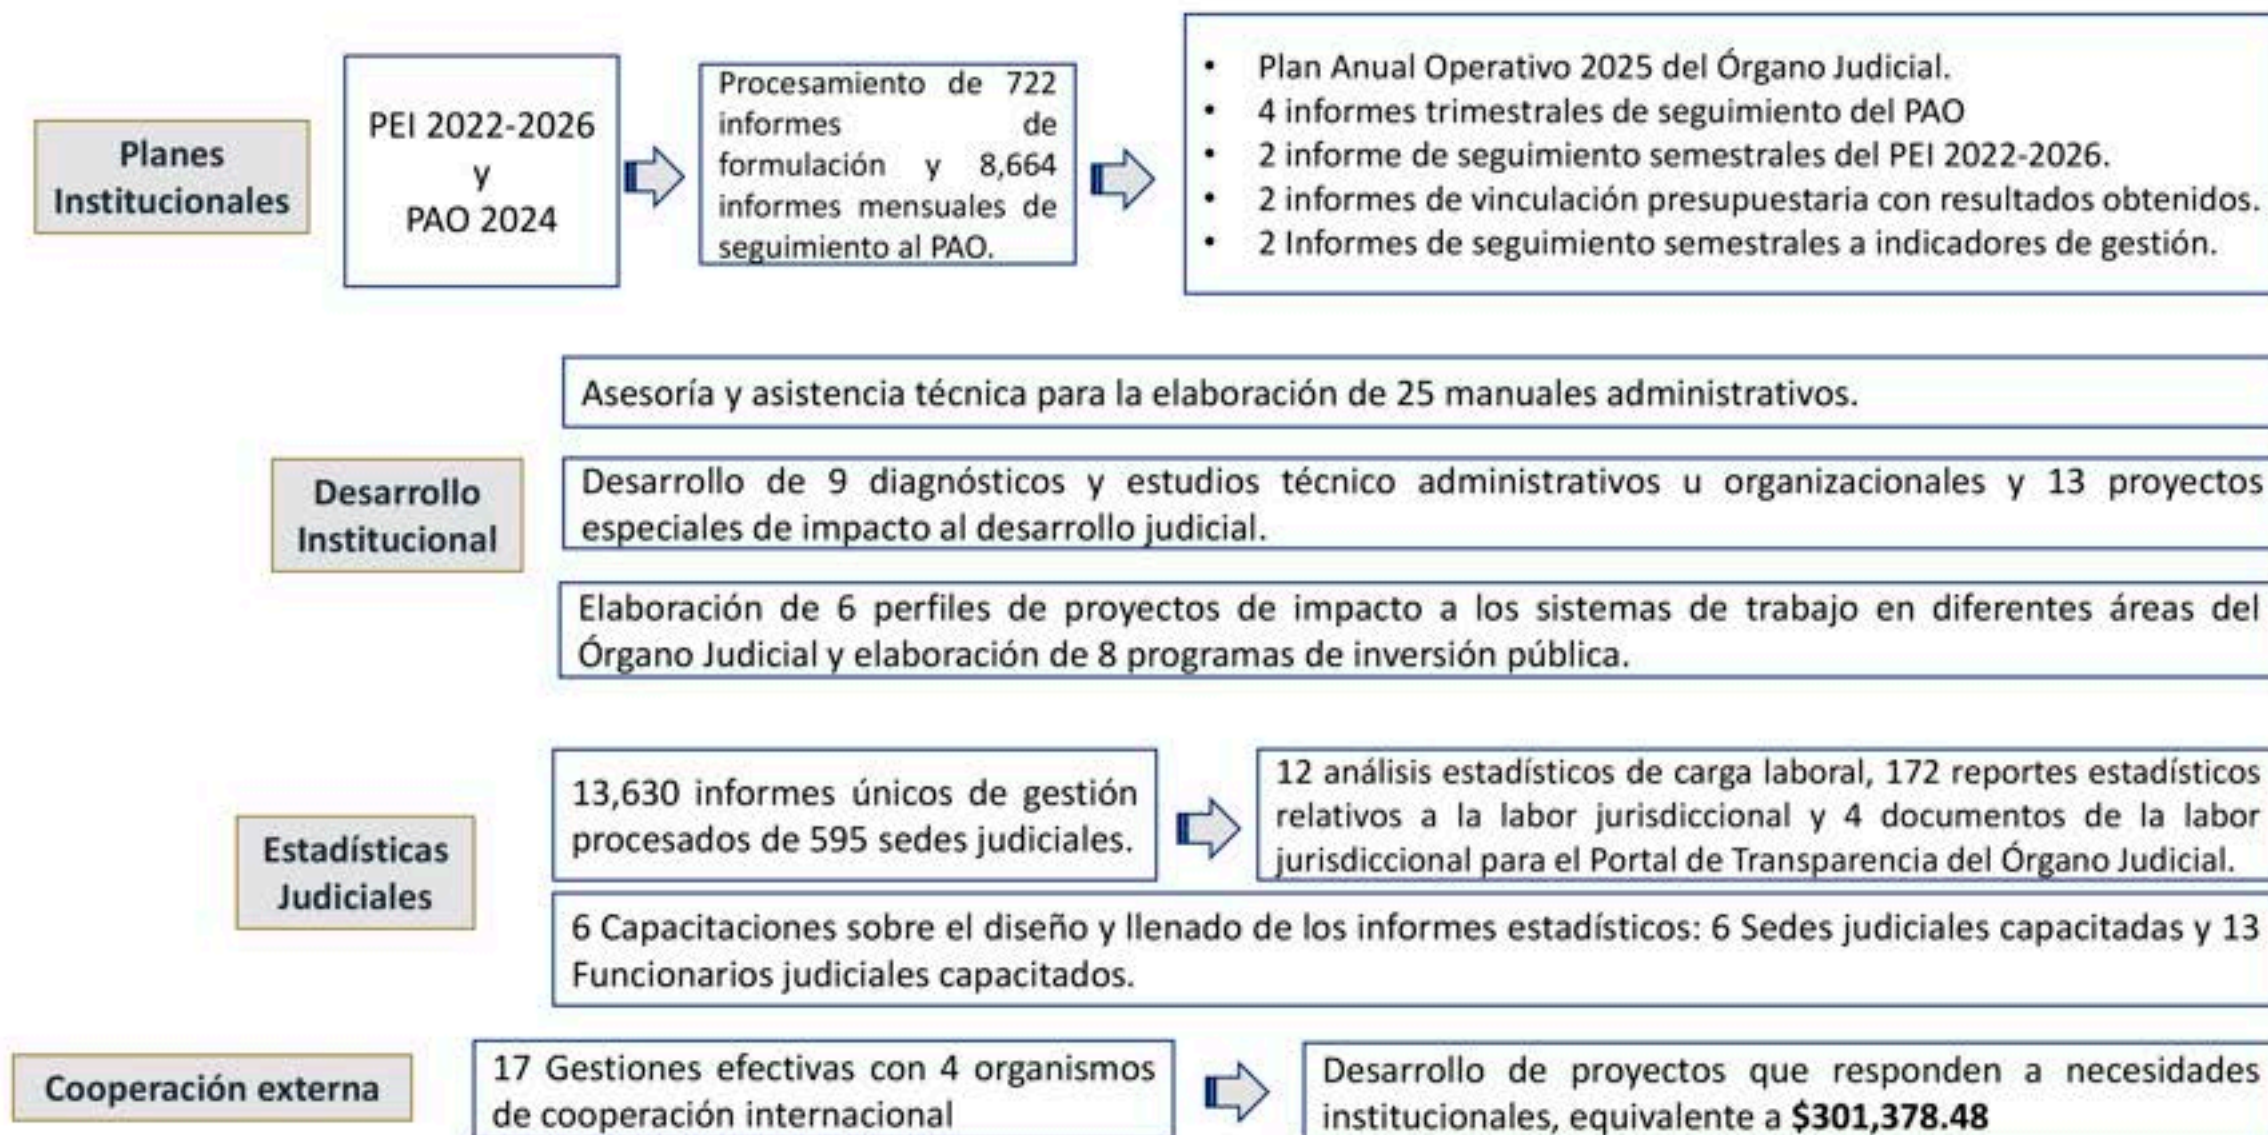 Planes
Institucionales
PEI 2022-2026
y
PAO 2024
Procesamiento de 722
informes de
formulación y 8,664
informes mensuales de
seguimiento al PAO.
• Plan Anual Operativo 2025 del Órgano Judicial.
• 4 informes trimestrales de seguimiento del PAO
• 2 informe de seguimiento semestrales del PEI 2022-2026.
• 2 informes de vinculación presupuestaria con resultados obtenidos.
• 2 Informes de seguimiento semestrales a indicadores de gestión.
Desarrollo
Institucional
Asesoría y asistencia técnica para la elaboración de 25 manuales administrativos.
Desarrollo de 9 diagnósticos y estudios técnico administrativos u organizacionales y 13 proyectos
especiales de impacto al desarrollo judicial.
Elaboración de 6 perfiles de proyectos de impacto a los sistemas de trabajo en diferentes áreas del
Órgano Judicial y elaboración de 8 programas de inversión pública.
Estadísticas
Judiciales
13,630 informes únicos de gestión
procesados de 595 sedes judiciales.
12 análisis estadísticos de carga laboral, 172 reportes estadísticos
relativos a la labor jurisdiccional y 4 documentos de la labor
jurisdiccional para el Portal de Transparencia del Órgano Judicial.
6 Capacitaciones sobre el diseño y llenado de los informes estadísticos: 6 Sedes judiciales capacitadas y 13
Funcionarios judiciales capacitados.
Cooperación externa
17 Gestiones efectivas con 4 organismos
de cooperación internacional
Desarrollo de proyectos que responden a necesidades
institucionales, equivalente a $301,378.48